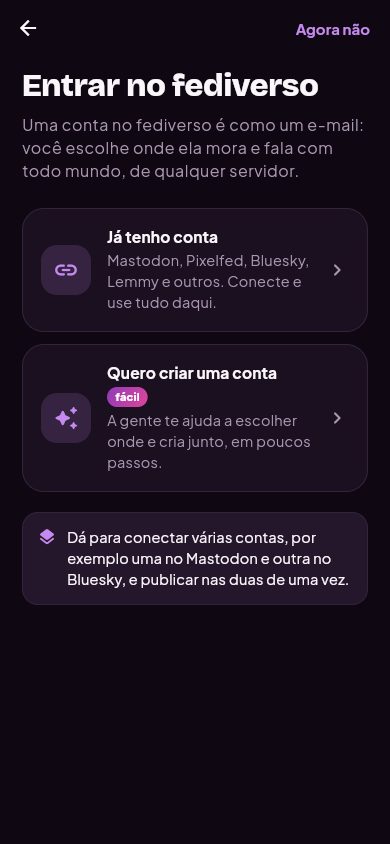 Agora não
Entrar no fediverso
Uma conta no fediverso é como um e-mail:
você escolhe onde ela mora e fala com
todo mundo, de qualquer servidor.
Já tenho conta
Mastodon, Pixelfed, Bluesky,
Lemmy e outros. Conecte e
use tudo daqui.
Quero criar uma conta
fácil
A gente te ajuda a escolher
onde e cria junto, em poucos
passos.
Dá para conectar várias contas, por
exemplo uma no Mastodon e outra no
Bluesky, e publicar nas duas de uma vez.